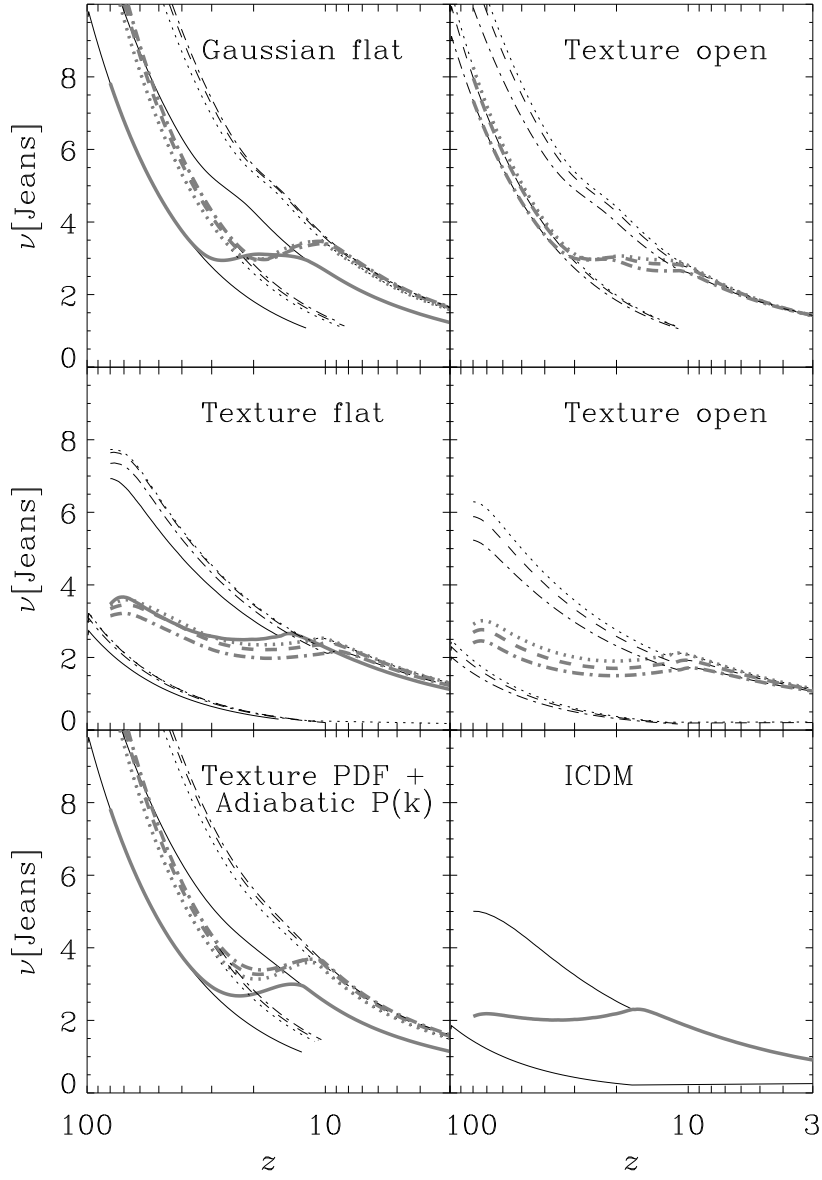 Gaussian flat
Texture open
8
6
4
2
0
ν[Jeans]
Texture flat
Texture open
8
6
4
2
0
ν[Jeans]
Texture PDF +
Adiabatic P(k)
ICDM
8
6
4
2
0
ν[Jeans]
100 10 100 10 3
z z